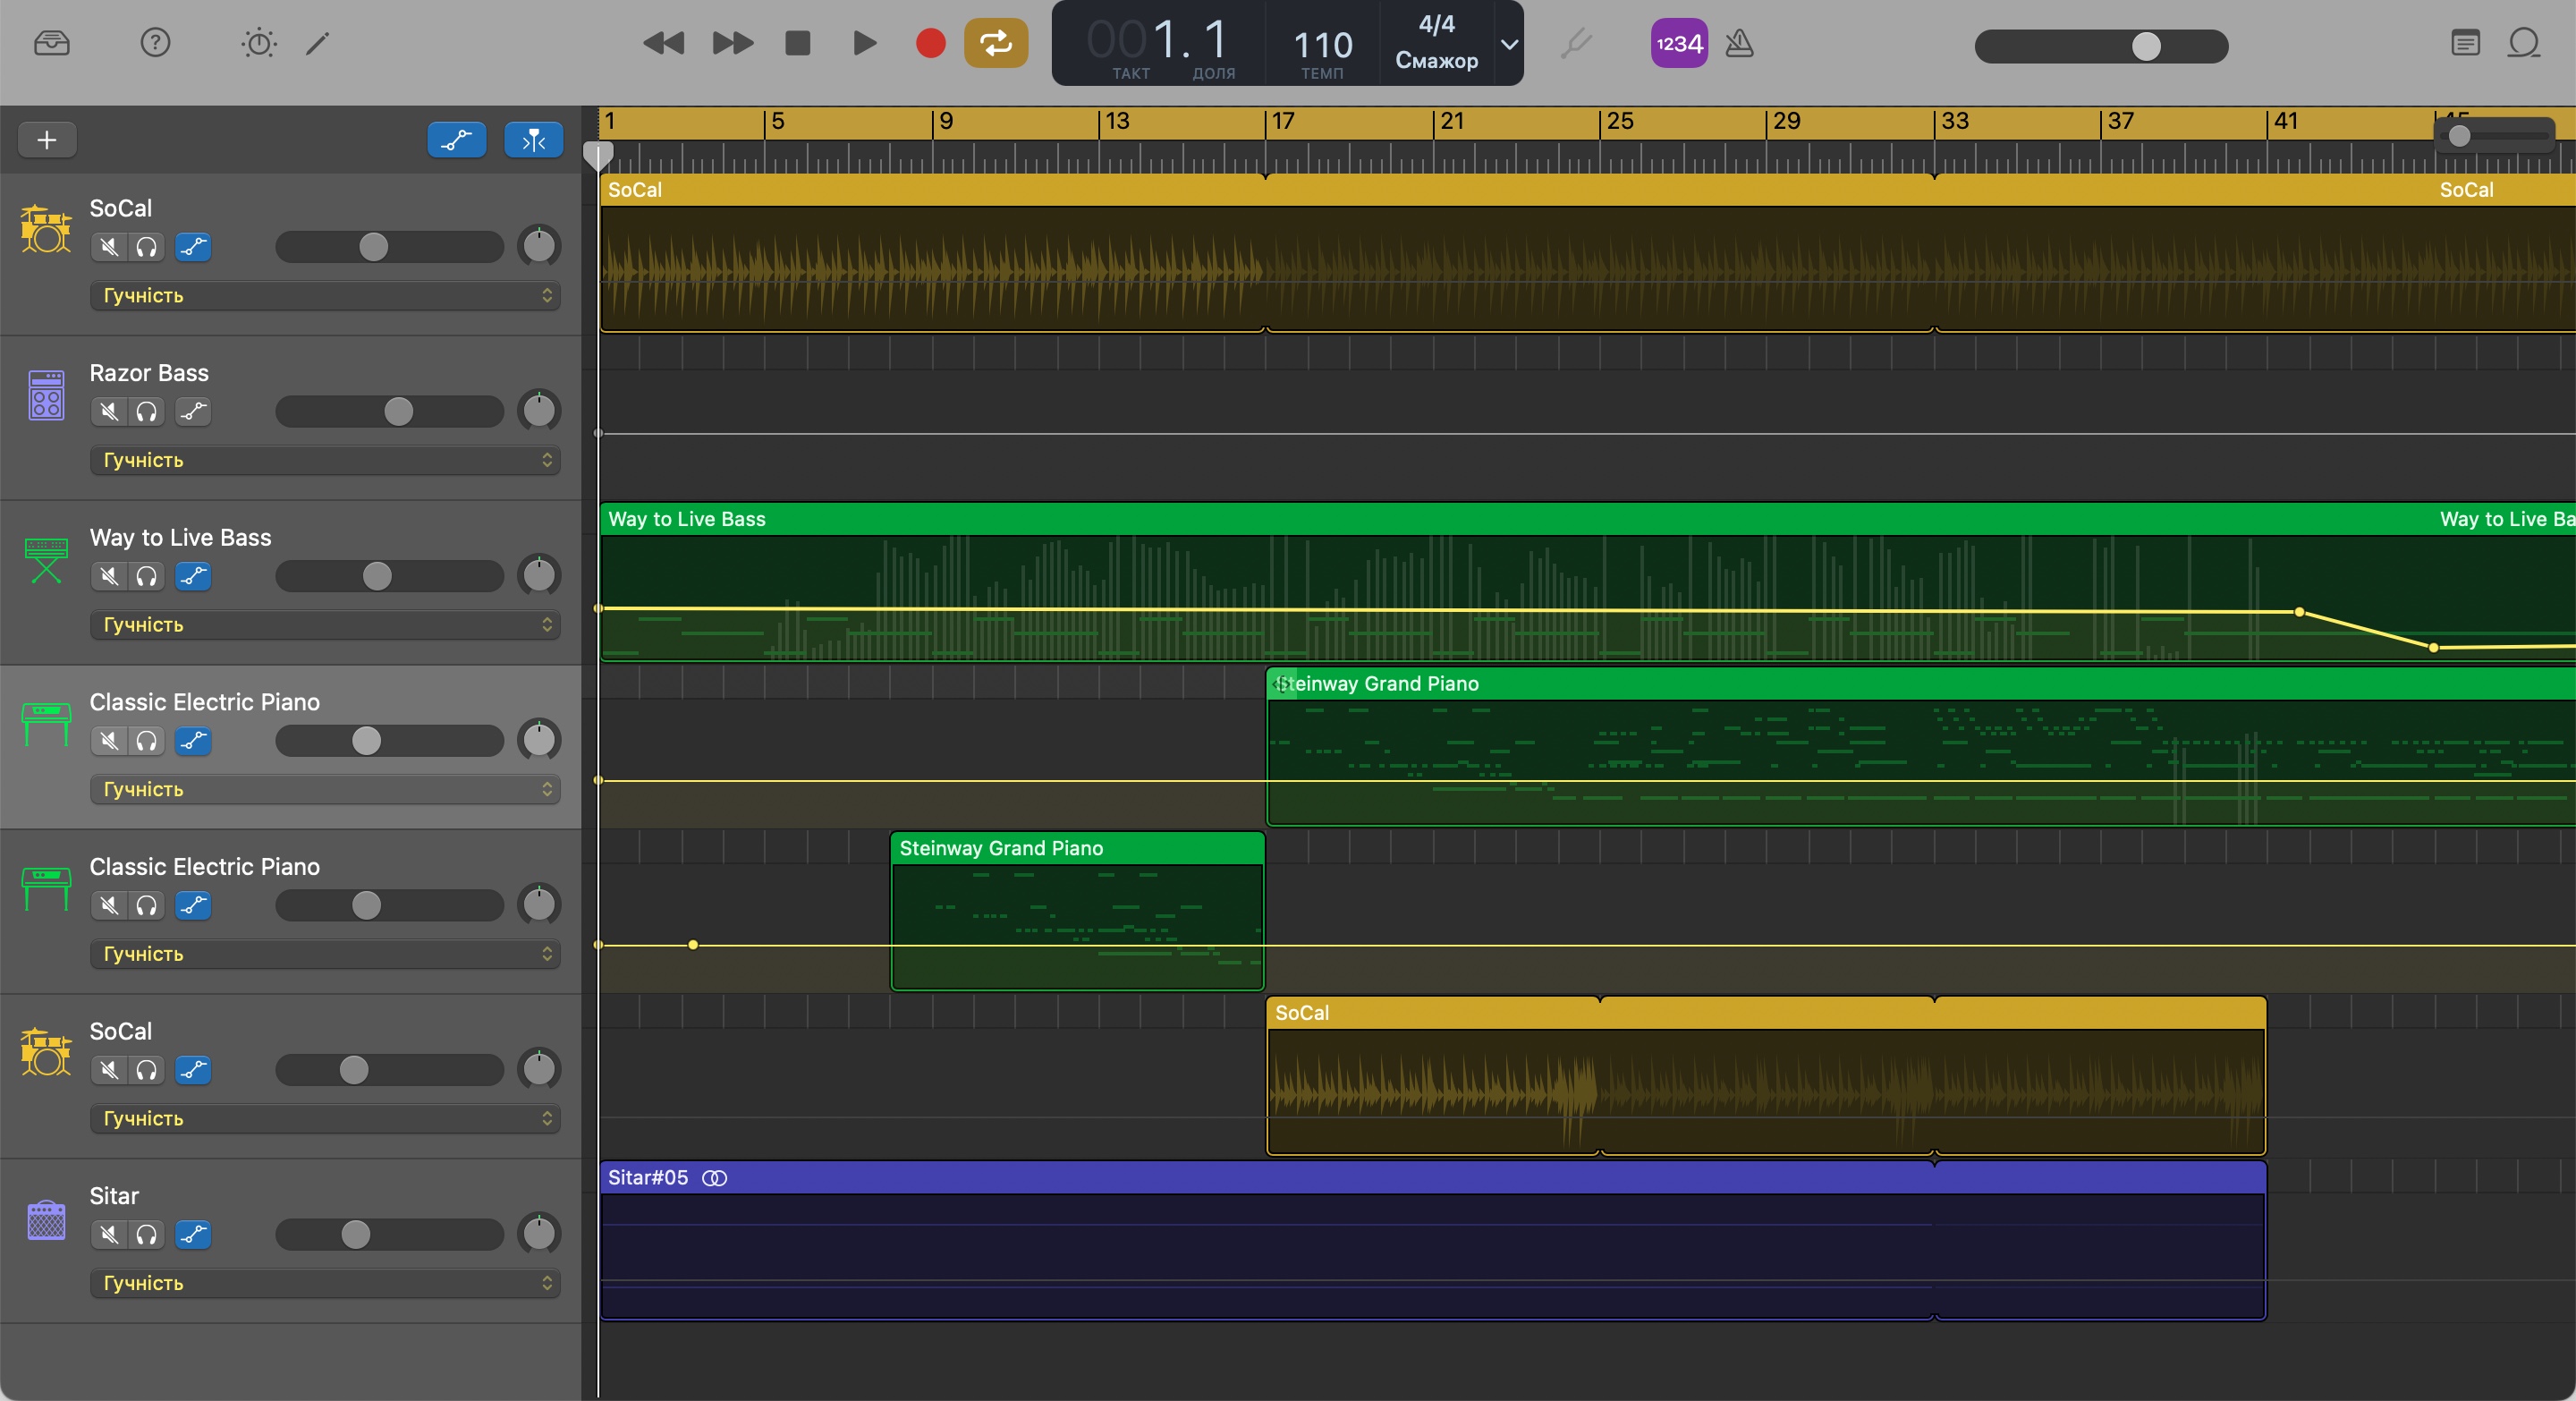 001. 1
ТАКТ ДОЛЯ
110
ТЕМП
4/4
Cмажор
1234
1 5 9 13 17 21 25 29 33 37 41
SoCal
Гучність
SoCal SoCal
Razor Bass
Гучність
Way to Live Bass
Гучність
Way to Live Bass Way to Live Ba
Classic Electric Piano
Гучність
Steinway Grand Piano
Classic Electric Piano
Гучність
Steinway Grand Piano
SoCal
Гучність
SoCal
Sitar
Гучність
Sitar#05